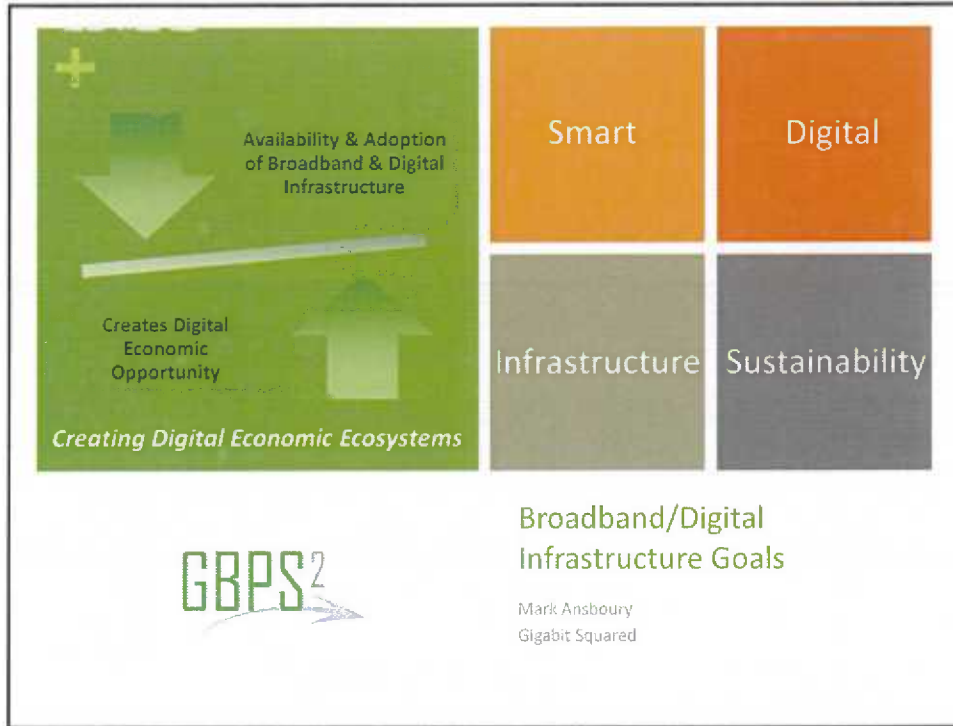 +
Availability & Adoption
of Broadband & Digital
Infrastructure
Creates Digital
Economic
Opportunity
Creating Digital Economic Ecosystems
Smart
Digital
Infrastructure
Sustainability
GBPS²
Broadband/Digital
Infrastructure Goals
Mark Ansboury
Gigabit Squared